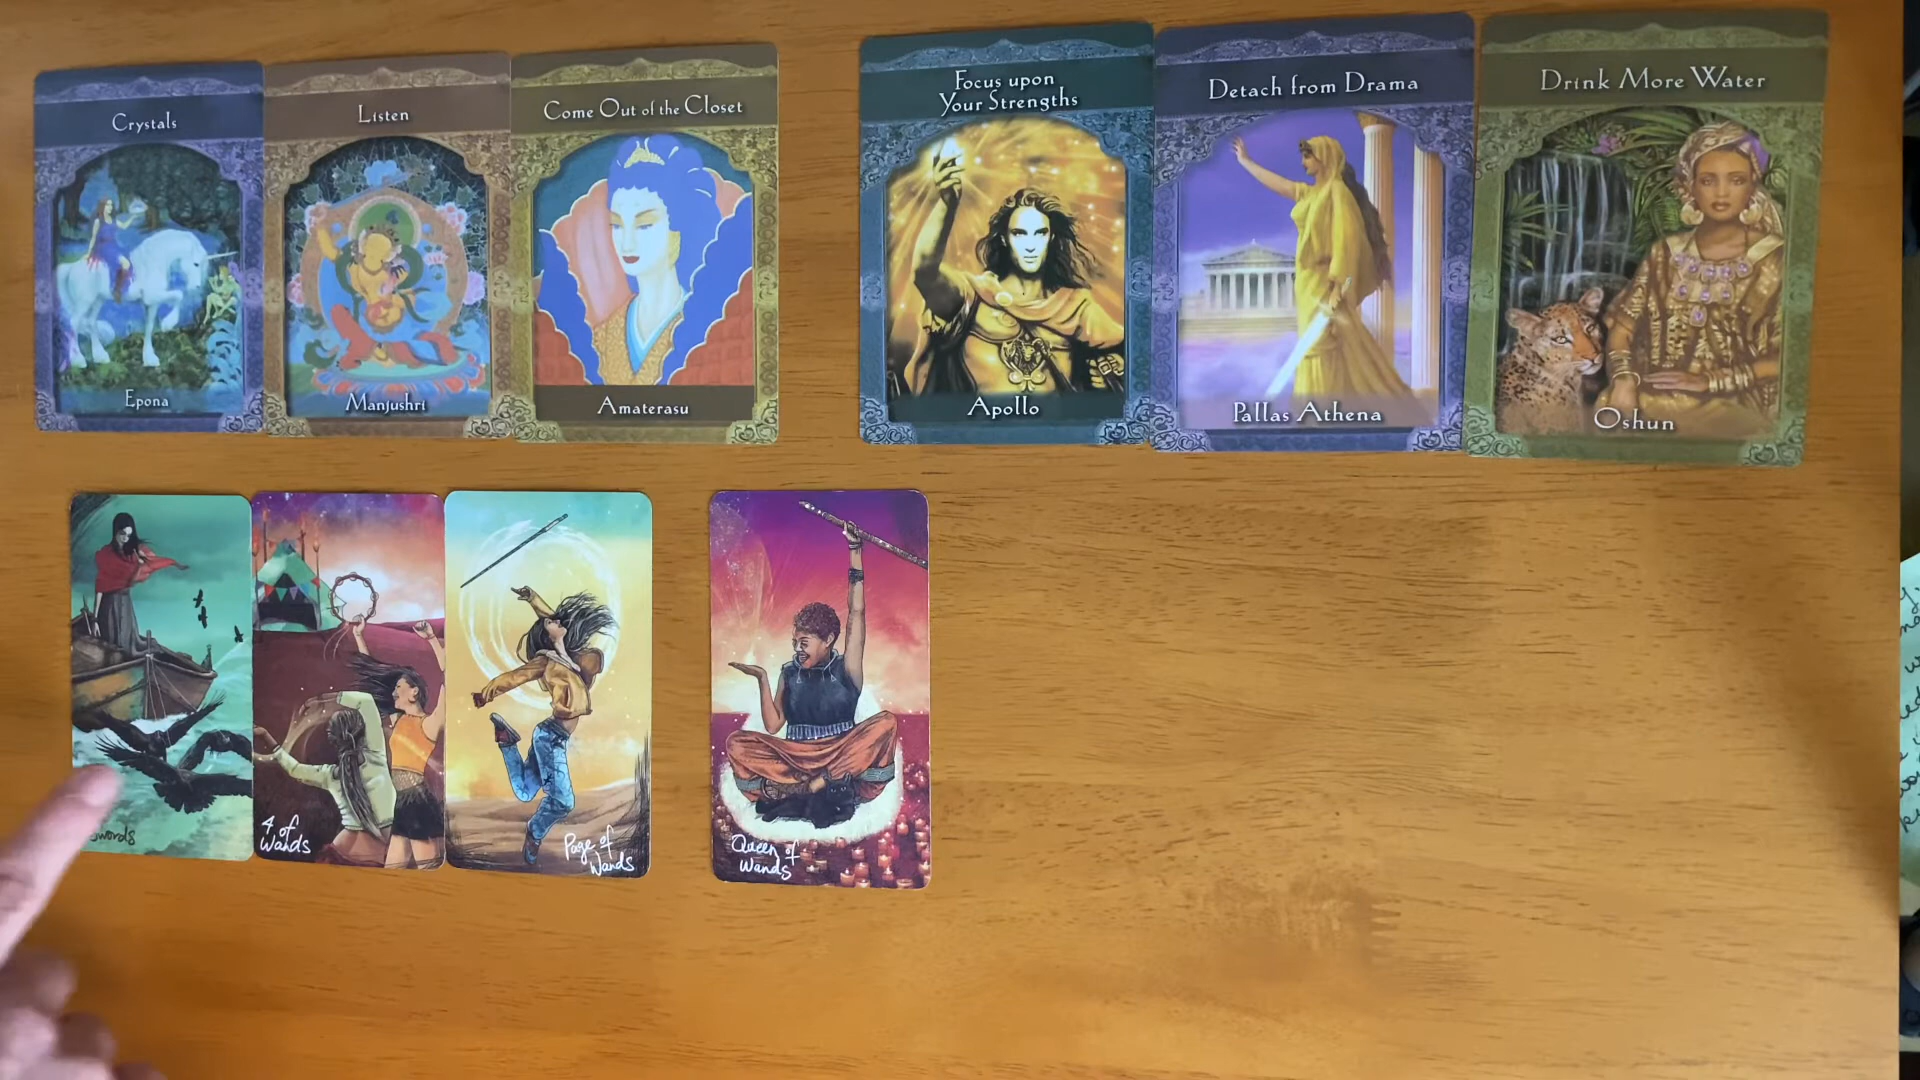 Crystals
Epona
Listen
Manjushri
Come Out of the Closet
Amaterasu
Focus upon
Your Strengths
Apollo
Detach from Drama
Pallas Athena
Drink More Water
Oshun
Swords
4 of
Wands
Page of
Wands
Queen of
Wands